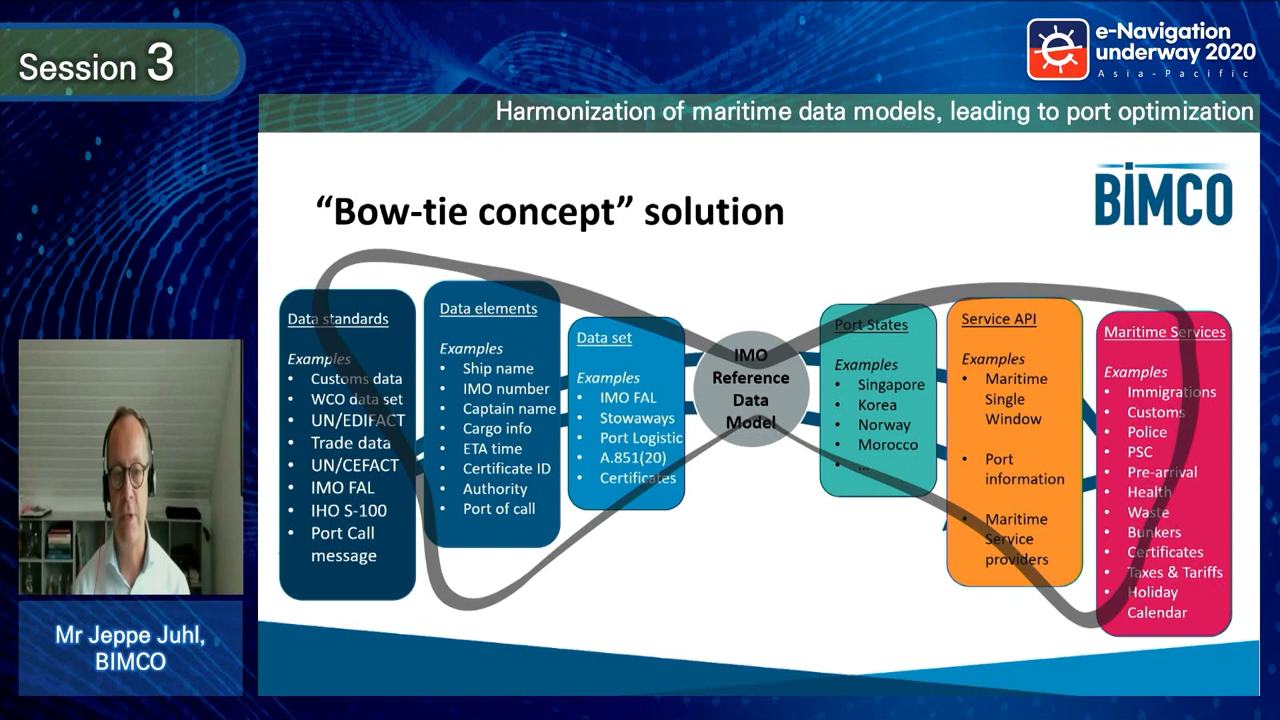 Session 3
e-Navigation
underway 2020
Asia-Pacific
Harmonization of maritime data models, leading to port optimization
BIMCO
“Bow-tie concept” solution
Data standards
Examples
• Customs data
• WCO data set
• UN/EDIFACT
• Trade data
• UN/CEFACT
• IMO FAL
• IHO S-100
• Port Call
message
Data elements
Examples
• Ship name
• IMO number
• Captain name
• Cargo info
• ETA time
• Certificate ID
• Authority
• Port of call
Data set
Examples
• IMO FAL
• Stowaways
• Port Logistic
• A.851(20)
• Certificates
IMO
Reference
Data
Model
Port States
Examples
• Singapore
• Korea
• Norway
• Morocco
• ...
Service API
Examples
• Maritime
Single
Window
• Port
information
• Maritime
Service
providers
Maritime Services
Examples
• Immigrations
• Customs
• Police
• PSC
• Pre-arrival
• Health
• Waste
• Bunkers
• Certificates
• Taxes & Tariffs
• Holiday
Calendar
Mr Jeppe Juhl,
BIMCO